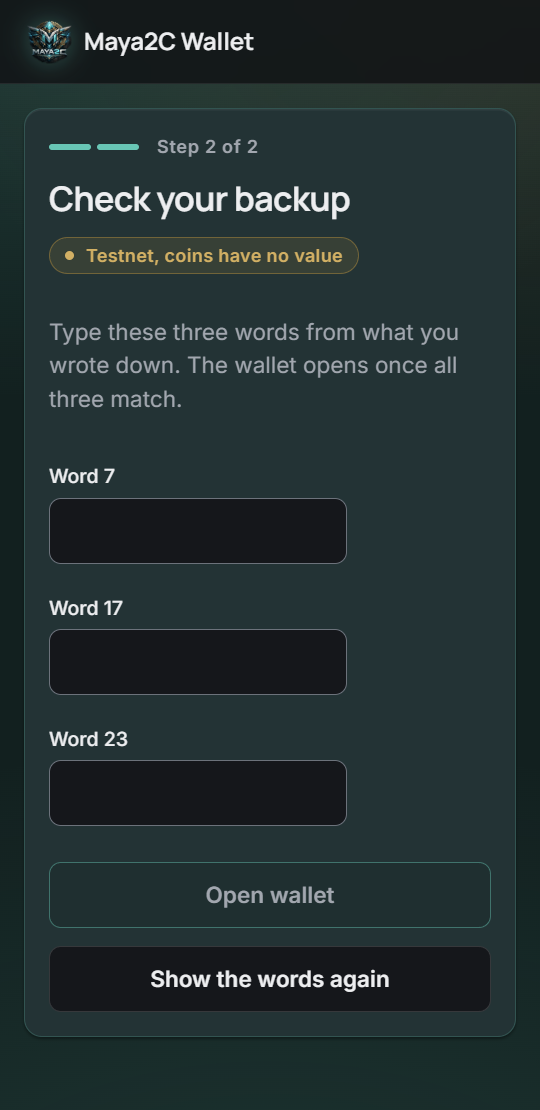 MAYA2C
Maya2C Wallet
Step 2 of 2
Check your backup
Testnet, coins have no value
Type these three words from what you
wrote down. The wallet opens once all
three match.
Word 7
Word 17
Word 23
Open wallet
Show the words again